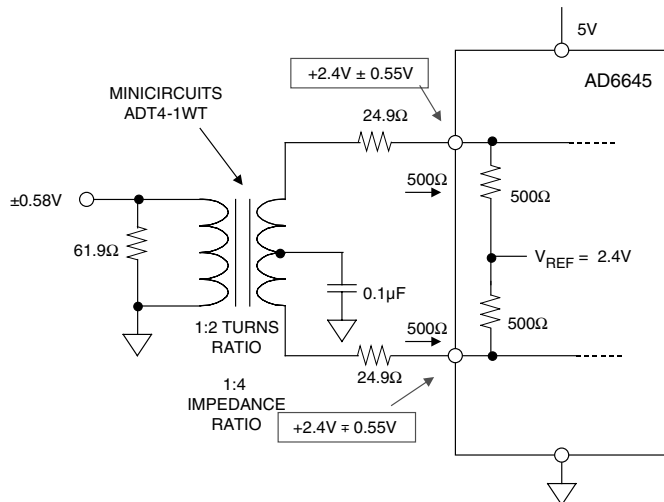 5V
+2.4V ± 0.55V
AD6645
MINICIRCUITS
ADT4-1WT
24.9Ω
±0.58V
500Ω
500Ω
61.9Ω
V_REF = 2.4V
0.1µF
1:2 TURNS
RATIO
500Ω
500Ω
24.9Ω
1:4
IMPEDANCE
RATIO
+2.4V ∓ 0.55V